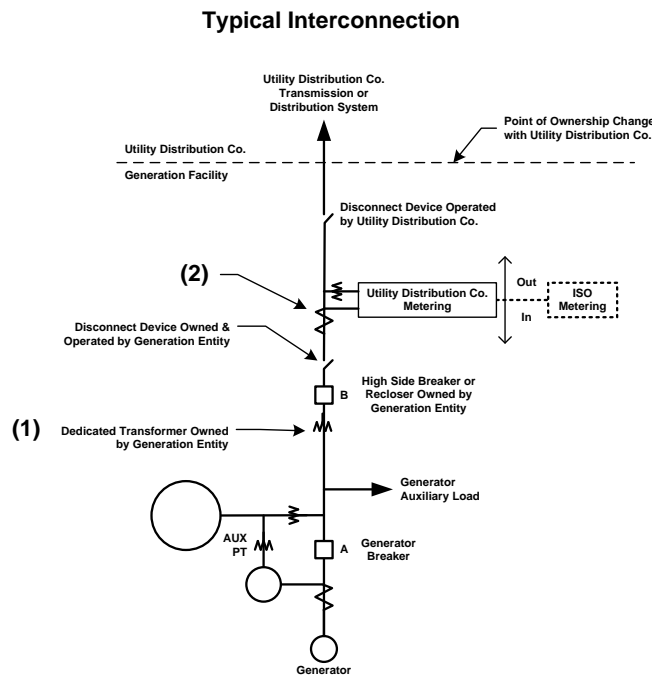 Typical Interconnection
Utility Distribution Co.
Transmission or
Distribution System
Point of Ownership Change
with Utility Distribution Co.
Utility Distribution Co.
Generation Facility
Disconnect Device Operated
by Utility Distribution Co.
(2)
Utility Distribution Co.
Metering
Out
In
ISO
Metering
Disconnect Device Owned &
Operated by Generation Entity
B
High Side Breaker or
Recloser Owned by
Generation Entity
(1)
Dedicated Transformer Owned
by Generation Entity
Generator
Auxiliary Load
AUX
PT
A
Generator
Breaker
Generator